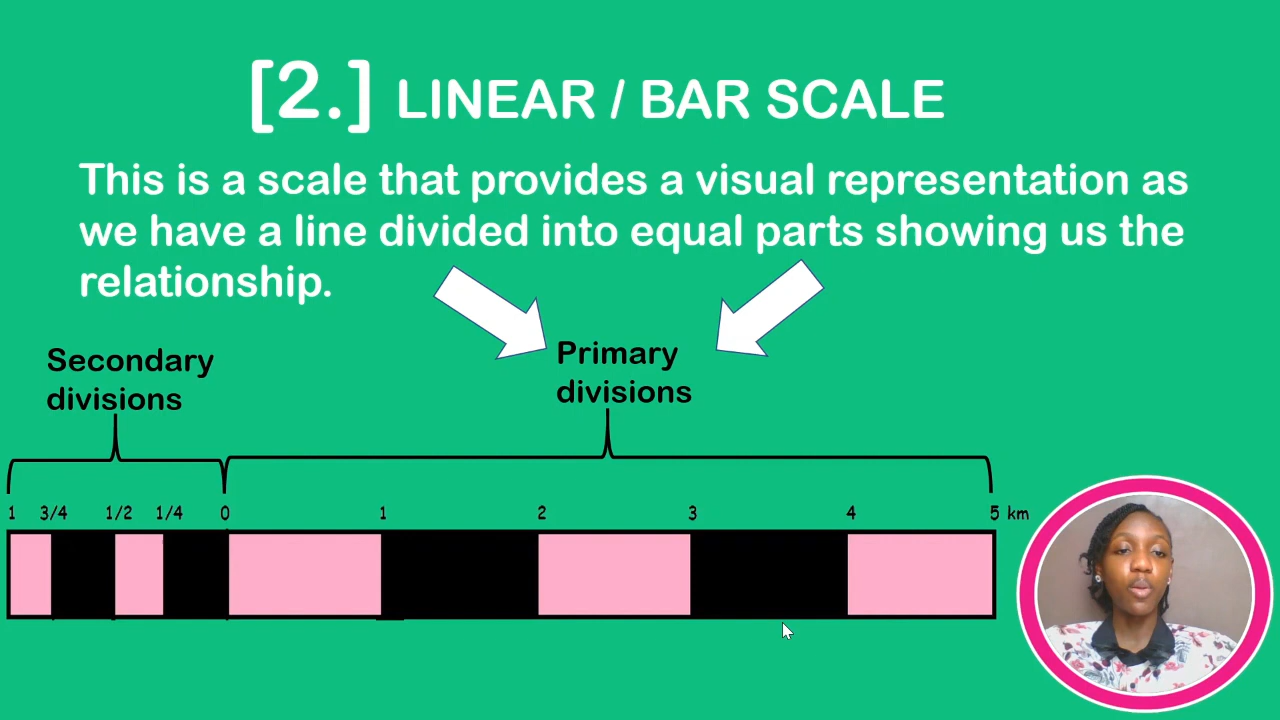 [2.] LINEAR / BAR SCALE
This is a scale that provides a visual representation as
we have a line divided into equal parts showing us the
relationship.
Secondary
divisions
Primary
divisions
1 3/4 1/2 1/4 0 1 2 3 4 5 km